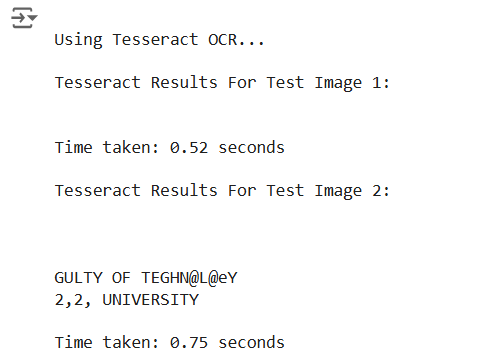 Using Tesseract OCR...
Tesseract Results For Test Image 1:
Time taken: 0.52 seconds
Tesseract Results For Test Image 2:
GULTY OF TEGHN@L@eY
2,2, UNIVERSITY
Time taken: 0.75 seconds